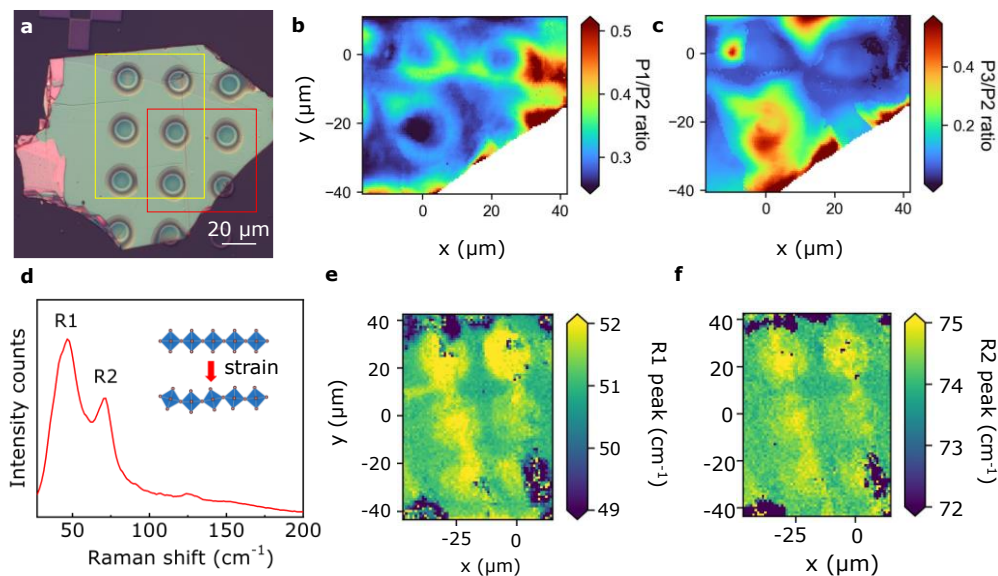 a
20 μm
b
0
-20
-40
y (μm)
0
20
40
x (μm)
0.5
0.4
0.3
P1/P2 ratio
c
0
-20
-40
0
20
40
x (μm)
0.4
0.2
P3/P2 ratio
d
R1
R2
strain
Intensity counts
50
100
150
200
Raman shift (cm⁻¹)
e
40
20
0
-20
-40
y (μm)
-25
0
x (μm)
52
51
50
49
R1 peak (cm⁻¹)
f
40
20
0
-20
-40
-25
0
x (μm)
75
74
73
72
R2 peak (cm⁻¹)